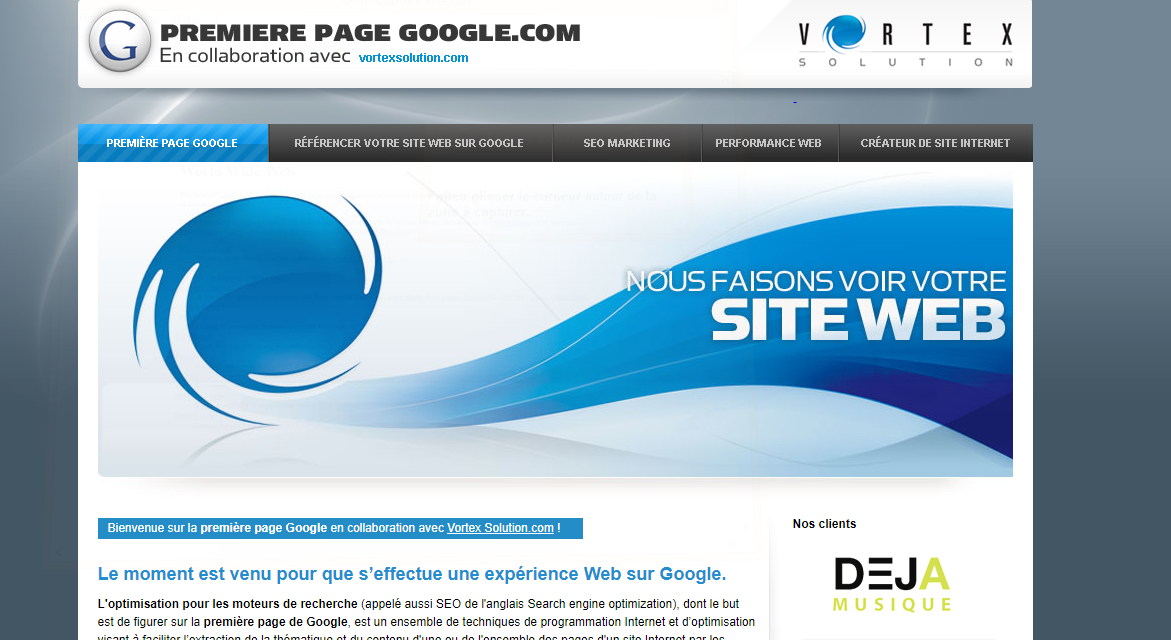 G PREMIERE PAGE GOOGLE.COM
En collaboration avec vortexsolution.com
VORTEX
SOLUTION
PREMIÈRE PAGE GOOGLE
RÉFÉRENCER VOTRE SITE WEB SUR GOOGLE
SEO MARKETING
PERFORMANCE WEB
CRÉATEUR DE SITE INTERNET
NOUS FAISONS VOIR VOTRE
SITE WEB
Bienvenue sur la première page Google en collaboration avec Vortex Solution.com !
Le moment est venu pour que s’effectue une expérience Web sur Google.
L'optimisation pour les moteurs de recherche (appelé aussi SEO de l'anglais Search engine optimization), dont le but
est de figurer sur la première page de Google, est un ensemble de techniques de programmation Internet et d’optimisation
visant à faciliter l'extraction de la thématique et du contenu d'une ou de l'ensemble des pages d'un site Internet par les
Nos clients
DEJA
MUSIQUE